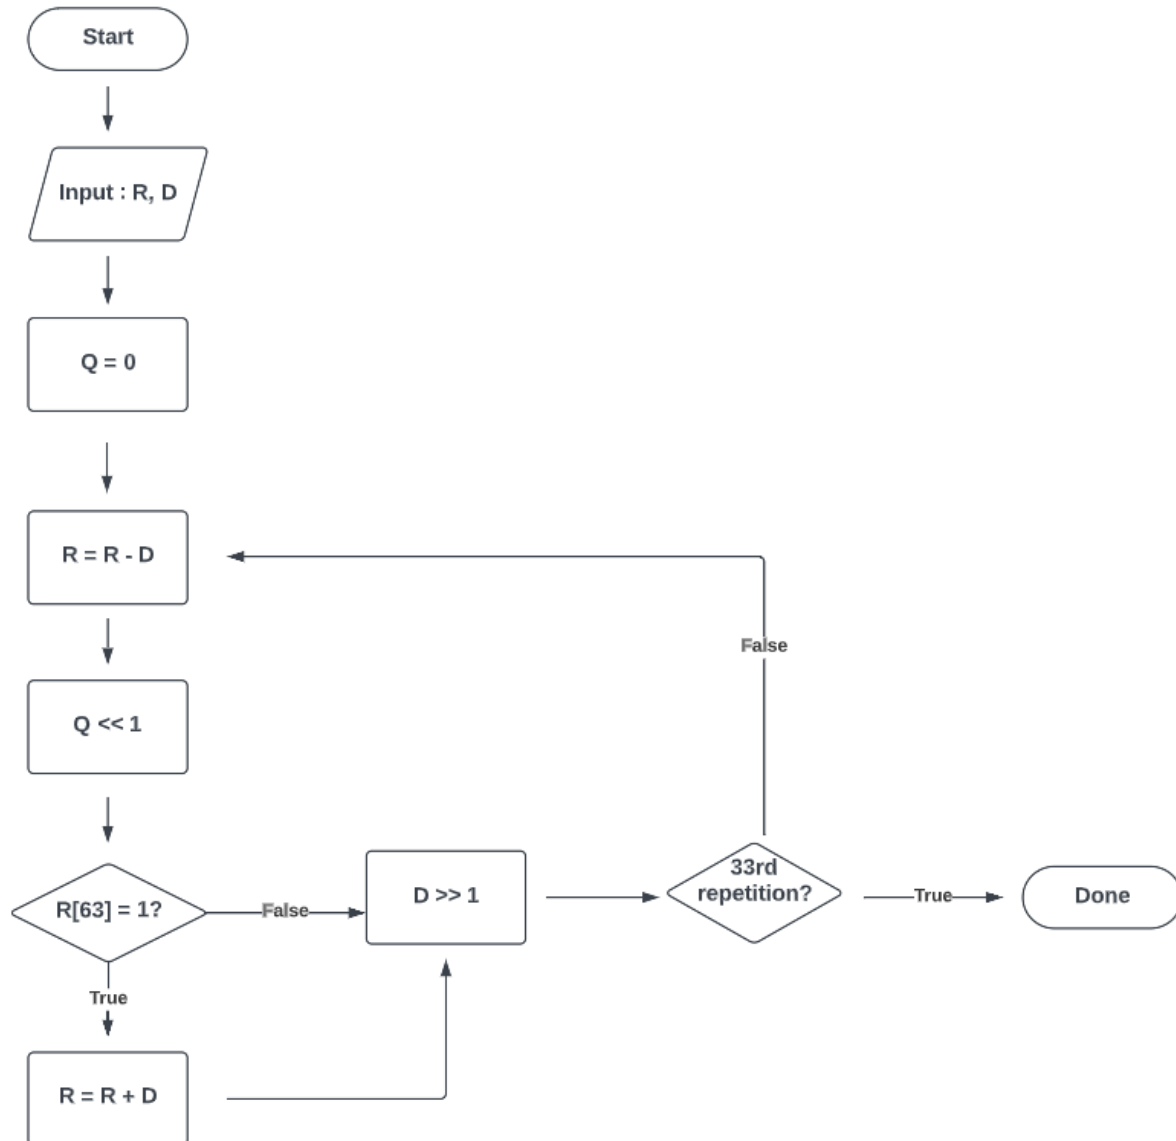 Start
Input : R, D
Q = 0
R = R - D
False
Q << 1
33rd
repetition?
D >> 1
True
Done
R[63] = 1?
False
True
R = R + D